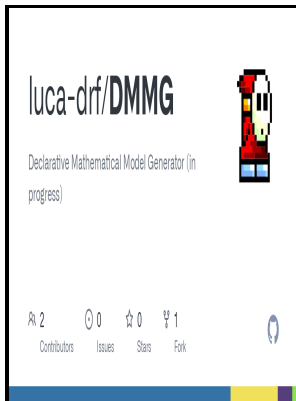 luca-drf/DMMG
Declarative Mathematical Model Generator (in
progress)
2 0 0 1
Contributors Issues Stars Fork